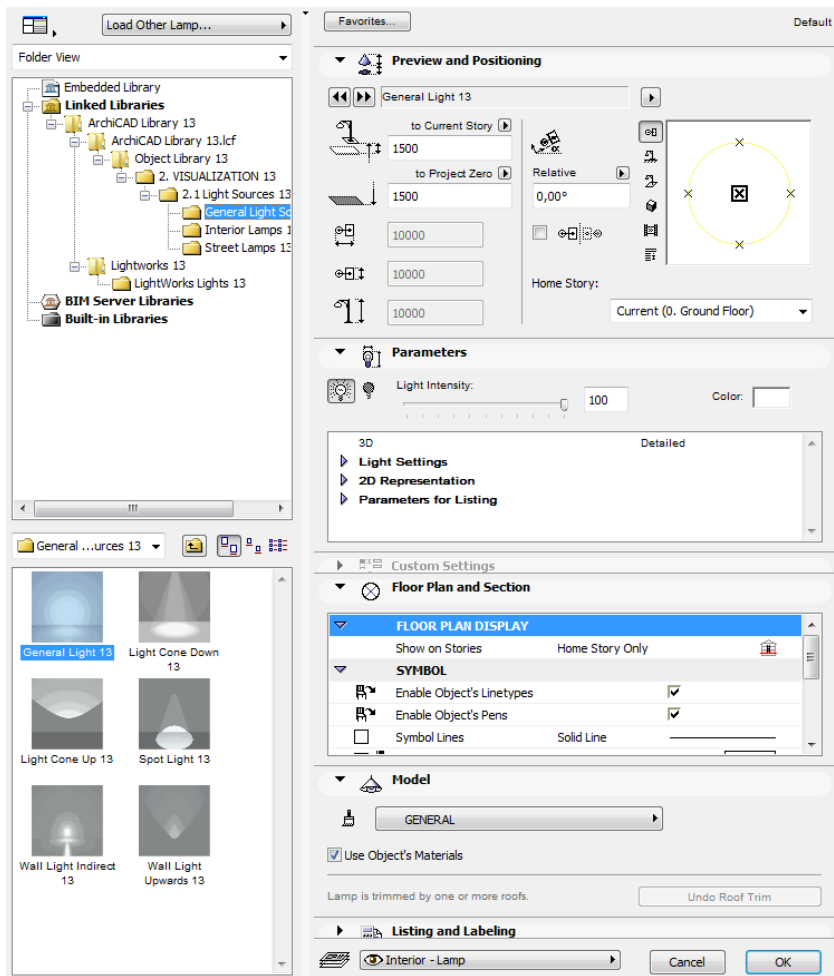 Load Other Lamp...
Folder View
Embedded Library
Linked Libraries
ArchiCAD Library 13
ArchiCAD Library 13.lcf
Object Library 13
2. VISUALIZATION 13
2.1 Light Sources 13
General Light So
Interior Lamps 1
Street Lamps 13
Lightworks 13
LightWorks Lights 13
BIM Server Libraries
Built-in Libraries
General ...urces 13
General Light 13
Light Cone Down
13
Light Cone Up 13
Spot Light 13
Wall Light Indirect
13
Wall Light
Upwards 13
Favorites...
Default
Preview and Positioning
General Light 13
to Current Story
1500
to Project Zero
1500
10000
10000
10000
Relative
0,00°
Home Story:
Current (0. Ground Floor)
Parameters
Light Intensity:
100
Color:
3D Detailed
Light Settings
2D Representation
Parameters for Listing
Custom Settings
Floor Plan and Section
FLOOR PLAN DISPLAY
Show on Stories Home Story Only
SYMBOL
Enable Object's Linetypes
Enable Object's Pens
Symbol Lines Solid Line
Model
GENERAL
Use Object's Materials
Lamp is trimmed by one or more roofs.
Undo Roof Trim
Listing and Labeling
Interior - Lamp
Cancel
OK